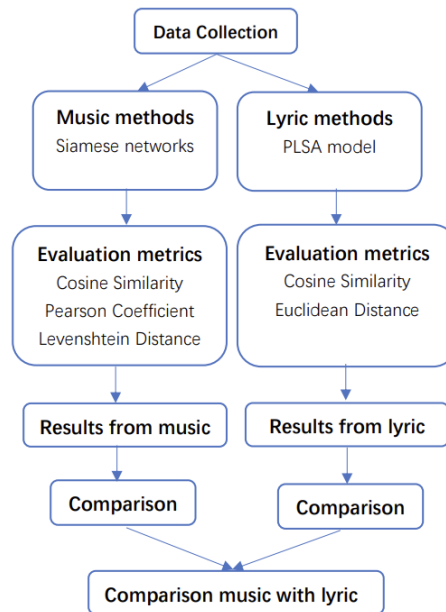 Data Collection
Music methods
Siamese networks
Lyric methods
PLSA model
Evaluation metrics
Cosine Similarity
Pearson Coefficient
Levenshtein Distance
Evaluation metrics
Cosine Similarity
Euclidean Distance
Results from music
Results from lyric
Comparison
Comparison
Comparison music with lyric